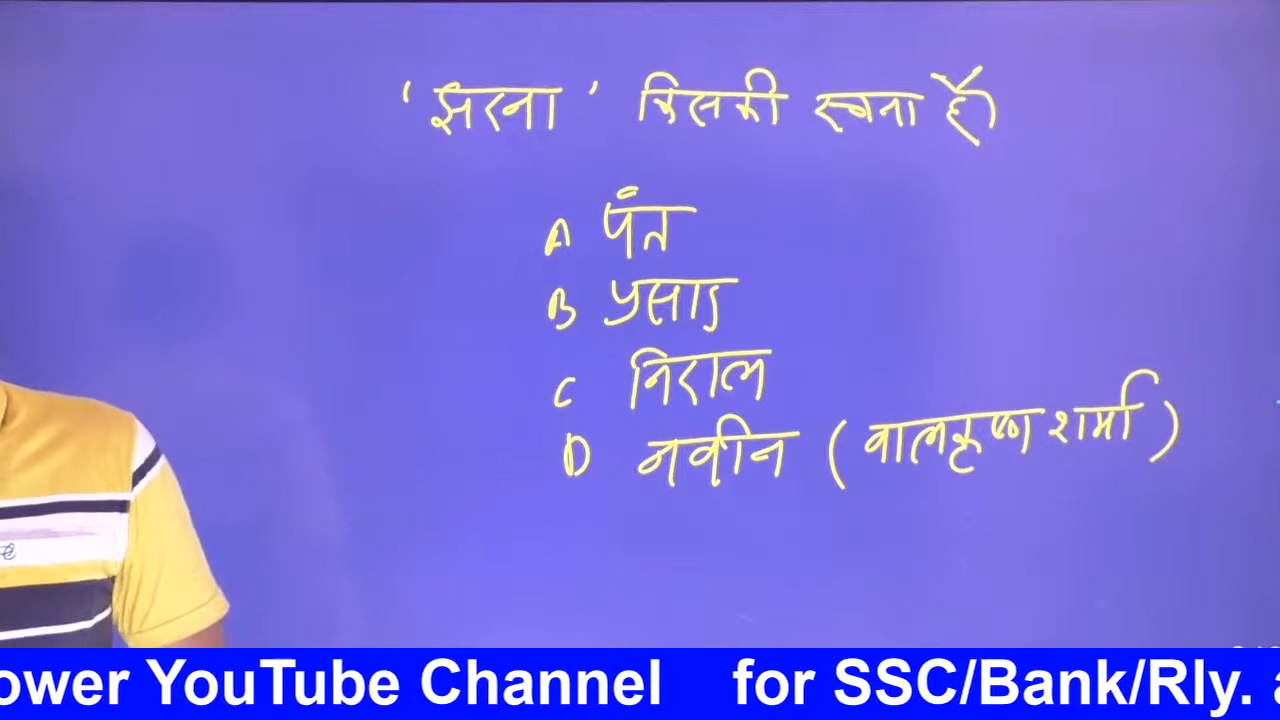 'झरना' किसकी रचना है
A पंत
B प्रसाद
C निराल
D नवीन (बालकृष्ण शर्मा)
ower YouTube Channel for SSC/Bank/Rly.